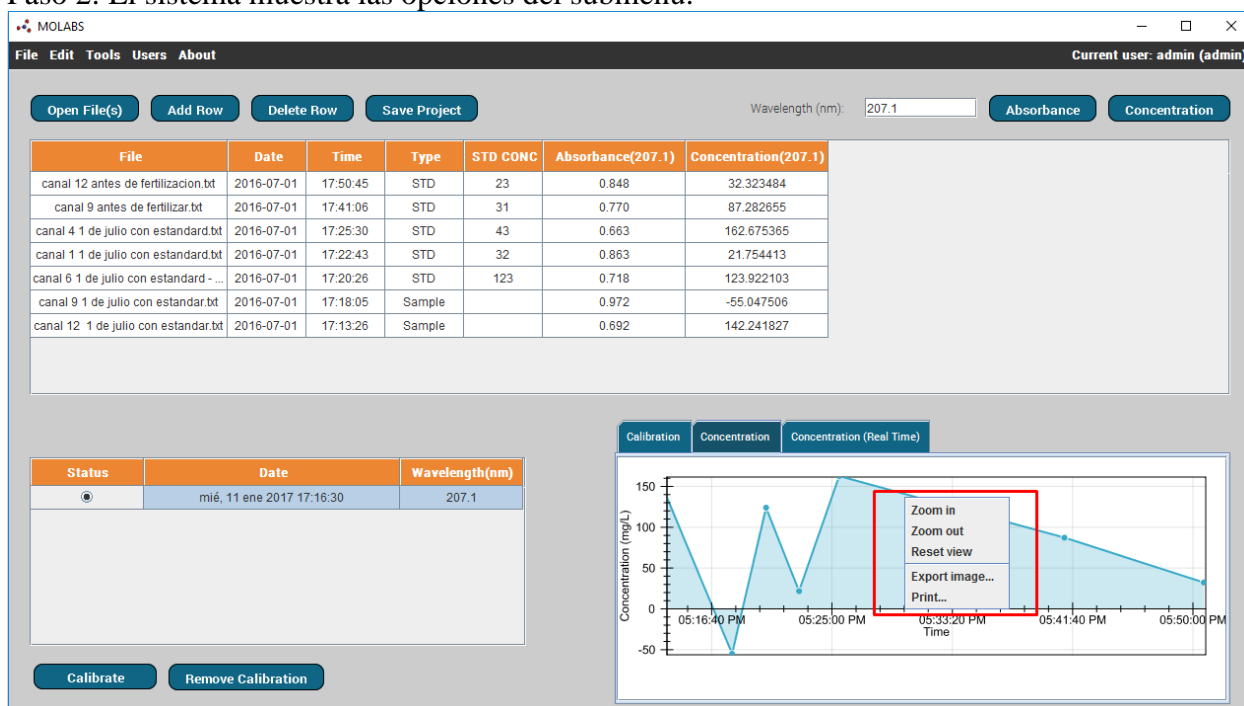 Paso 2: El sistema muestra las opciones del submenú.
MOLABS
File Edit Tools Users About Current user: admin (admin)
Open File(s) Add Row Delete Row Save Project Wavelength (nm): 207.1 Absorbance Concentration
File Date Time Type STD CONC Absorbance(207.1) Concentration(207.1)
canal 12 antes de fertilizacion.txt 2016-07-01 17:50:45 STD 23 0.848 32.323484
canal 9 antes de fertilizar.txt 2016-07-01 17:41:06 STD 31 0.770 87.282655
canal 4 1 de julio con estandard.txt 2016-07-01 17:25:30 STD 43 0.663 162.675365
canal 1 1 de julio con estandard.txt 2016-07-01 17:22:43 STD 32 0.863 21.754413
canal 6 1 de julio con estandard - ... 2016-07-01 17:20:26 STD 123 0.718 123.922103
canal 9 1 de julio con estandar.txt 2016-07-01 17:18:05 Sample 0.972 -55.047506
canal 12 1 de julio con estandar.txt 2016-07-01 17:13:26 Sample 0.692 142.241827
Calibration Concentration Concentration (Real Time)
Status Date Wavelength(nm)
mié, 11 ene 2017 17:16:30 207.1
Concentration (mg/L)
150
100
50
0
-50
Zoom in
Zoom out
Reset view
Export image...
Print...
05:16:40 PM 05:25:00 PM 05:33:20 PM 05:41:40 PM 05:50:00 PM
Time
Calibrate Remove Calibration